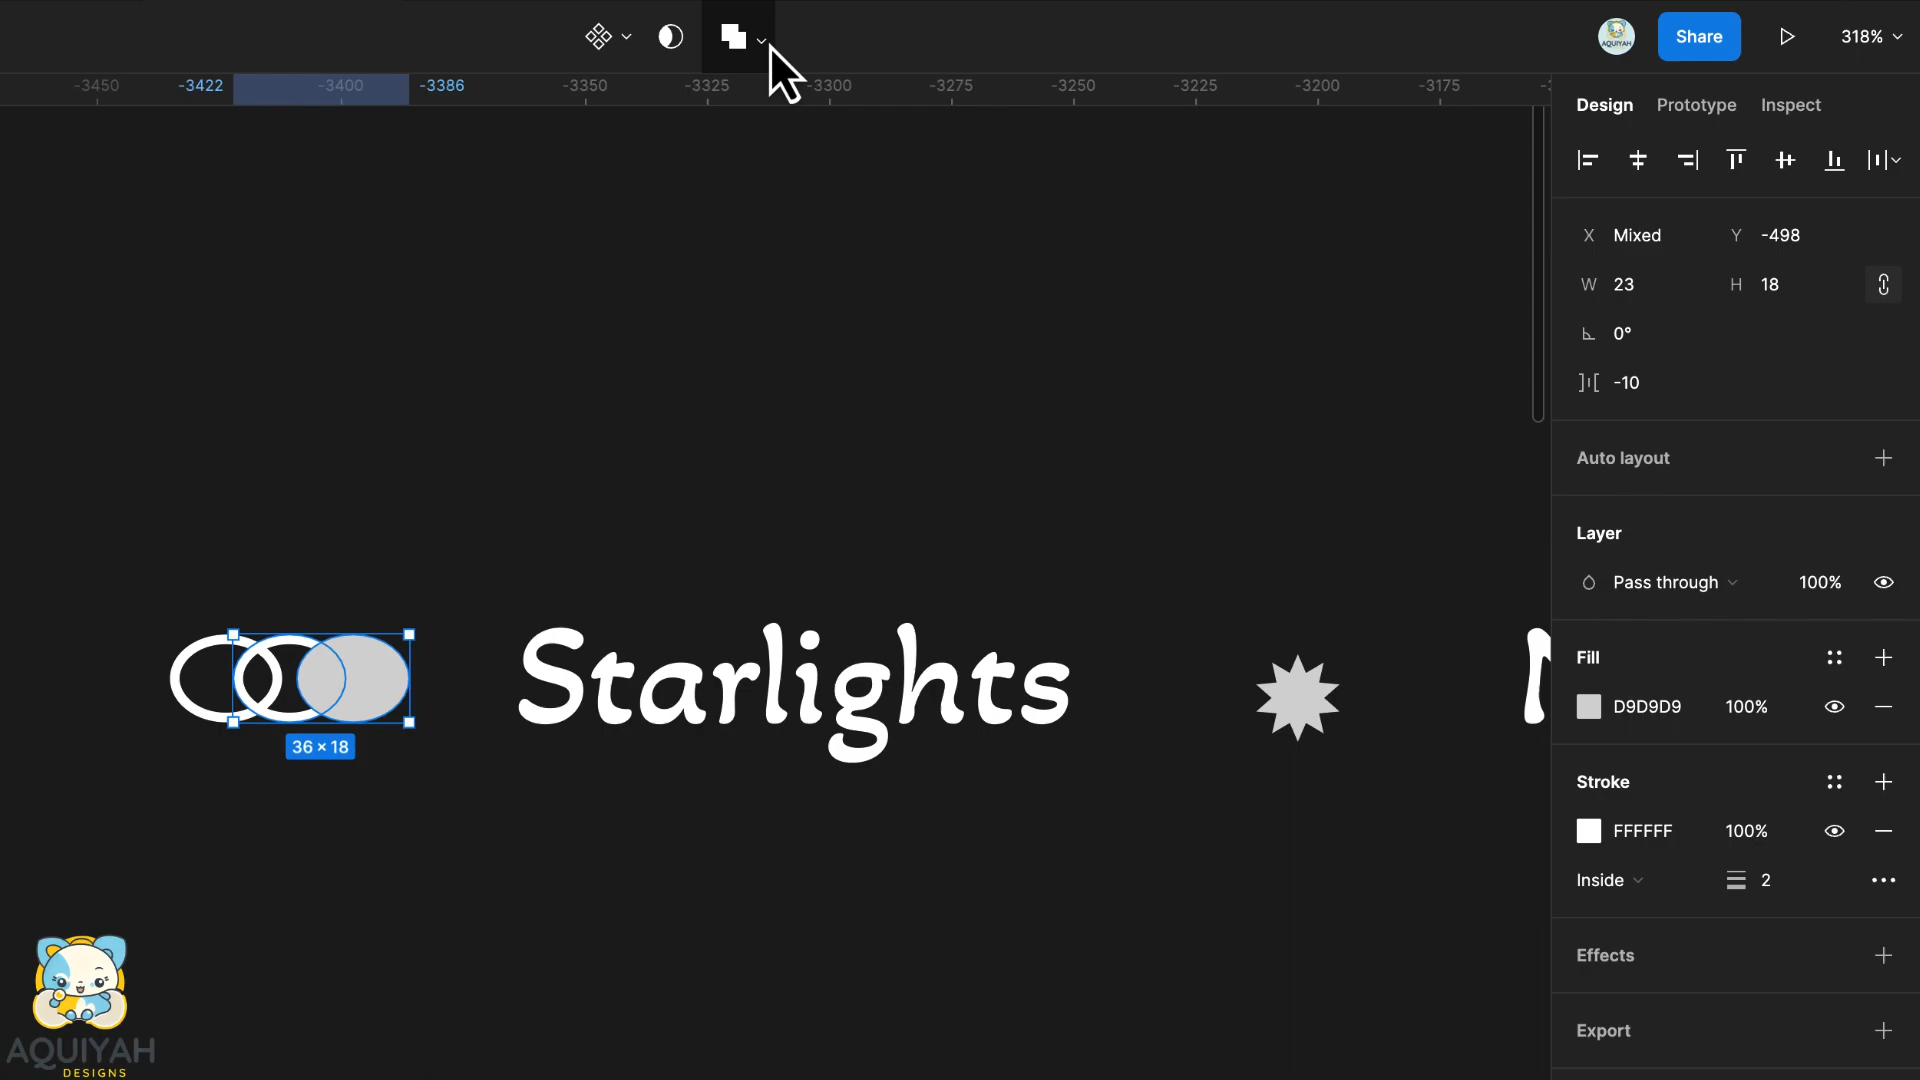 AQUIYAH
Share
318%
-3450
-3422
-3400
-3386
-3350
-3325
-3300
-3275
-3250
-3225
-3200
-3175
Design Prototype Inspect
X Mixed Y -498
W 23 H 18
0°
-10
Auto layout
Layer
Pass through 100%
Fill
D9D9D9 100%
Stroke
FFFFFF 100%
Inside 2
Effects
Export
Starlights
36 × 18
AQUIYAH
DESIGNS